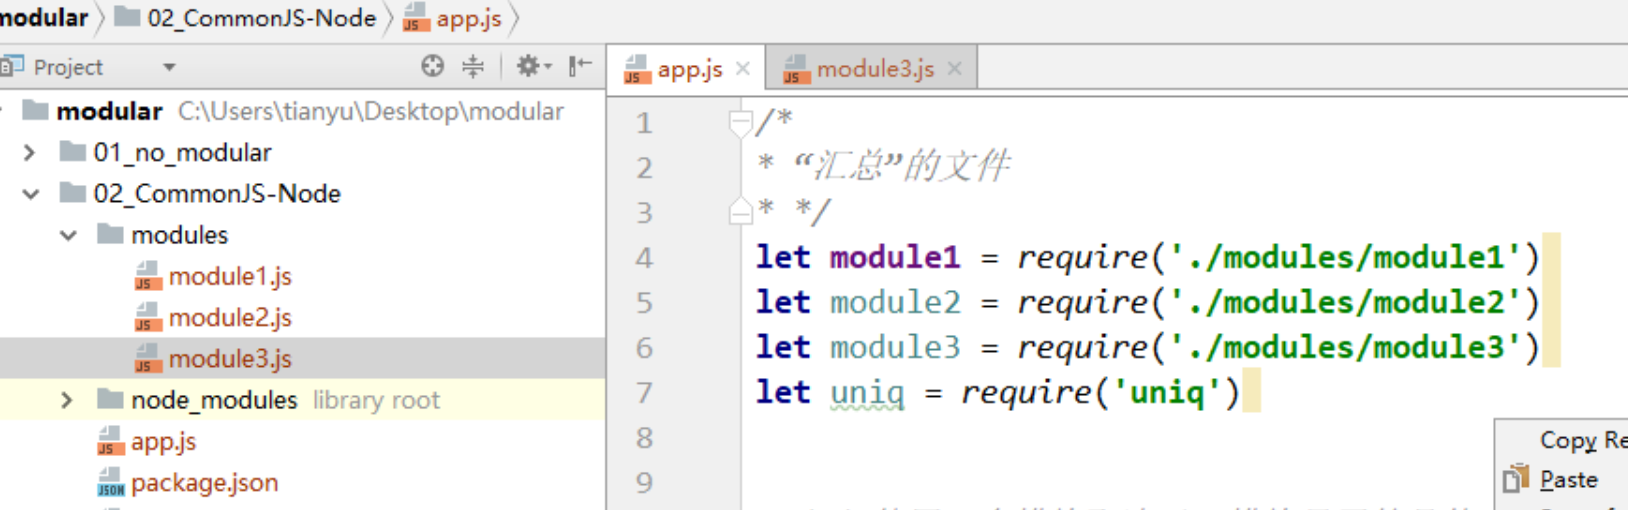 modular 02_CommonJS-Node app.js
Project
app.js module3.js
modular C:\Users\tianyu\Desktop\modular
01_no_modular
02_CommonJS-Node
modules
module1.js
module2.js
module3.js
node_modules library root
app.js
package.json
1 /*
2 * “汇总”的文件
3 * */
4 let module1 = require('./modules/module1')
5 let module2 = require('./modules/module2')
6 let module3 = require('./modules/module3')
7 let uniq = require('uniq')
8
9
Copy Re
Paste